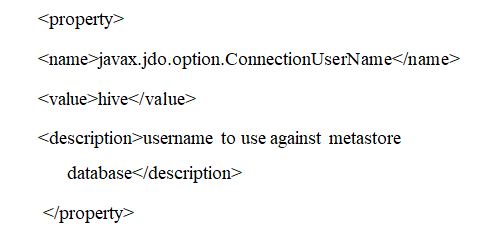 <property>
<name>javax.jdo.option.ConnectionUserName</name>
<value>hive</value>
<description>username to use against metastore
database</description>
</property>